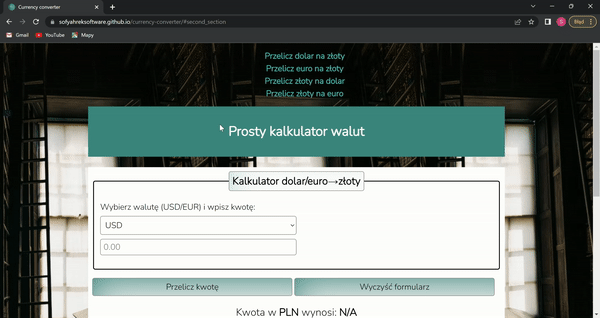 Currency converter
sofyahreksoftware.github.io/currency-converter/#second_section
S
Błąd
Gmail
YouTube
Mapy
Przelicz dolar na złoty
Przelicz euro na złoty
Przelicz złoty na dolar
Przelicz złoty na euro
Prosty kalkulator walut
Kalkulator dolar/euro→złoty
Wybierz walutę (USD/EUR) i wpisz kwotę:
USD
0.00
Przelicz kwotę
Wyczyść formularz
Kwota w PLN wynosi: N/A